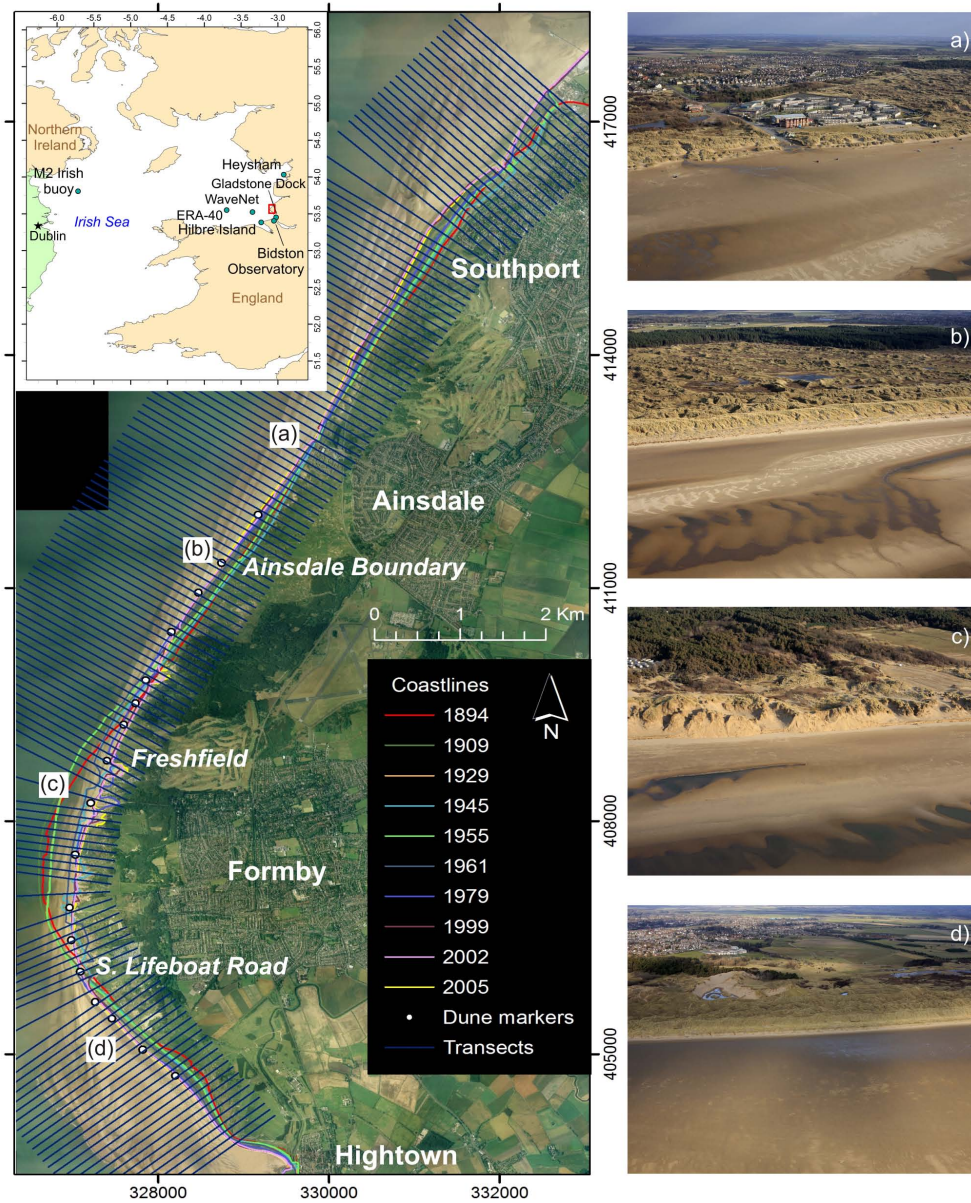 -6.0
-5.0
-4.5
-4.0
-3.5
-3.0
56.0
55.5
55.0
54.5
54.0
53.5
53.0
52.5
52.0
51.5
Northern
Ireland
M2 Irish
buoy
Irish Sea
Dublin
Heysham
Gladstone Dock
WaveNet
ERA-40
Hilbre Island
Bidston
Observatory
England
Southport
(a)
Ainsdale
(b)
Ainsdale Boundary
0 1 2 Km
Freshfield
(c)
Formby
S. Lifeboat Road
(d)
Hightown
N
Coastlines
1894
1909
1929
1945
1955
1961
1979
1999
2002
2005
Dune markers
Transects
417000
414000
411000
408000
405000
328000
330000
332000
a)
b)
c)
d)